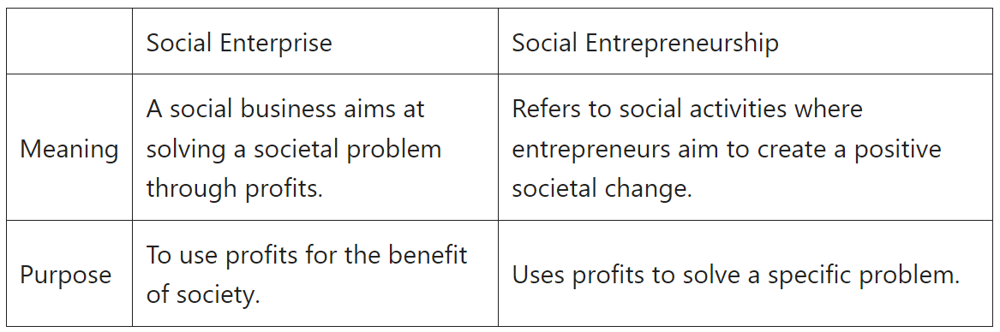 Social Enterprise
Social Entrepreneurship
Meaning
A social business aims at
solving a societal problem
through profits.
Refers to social activities where
entrepreneurs aim to create a positive
societal change.
Purpose
To use profits for the benefit
of society.
Uses profits to solve a specific problem.